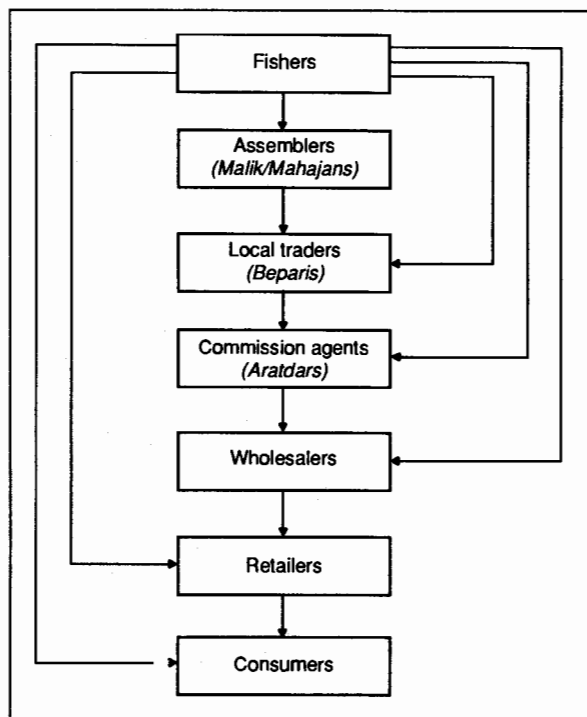 Fishers
Assemblers
(Malik/Mahajans)
Local traders
(Beparis)
Commission agents
(Aratdars)
Wholesalers
Retailers
Consumers